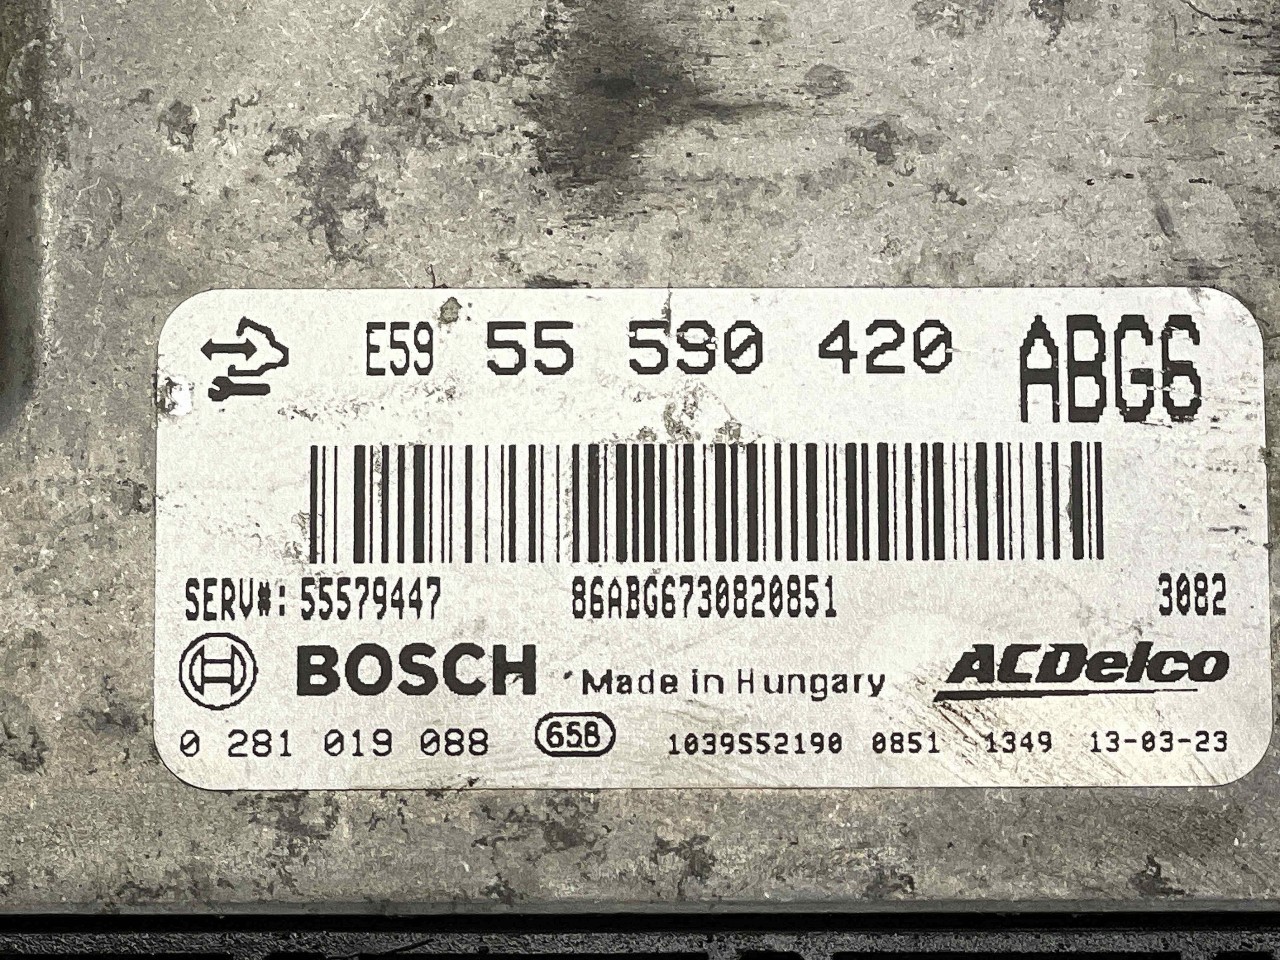 E59 55 590 420 ABG6
SERV#: 55579447 86ABG6730820851 3082
BOSCH Made in Hungary ACDelco
0 281 019 088 65B 1039S52190 0851 1349 13-03-23